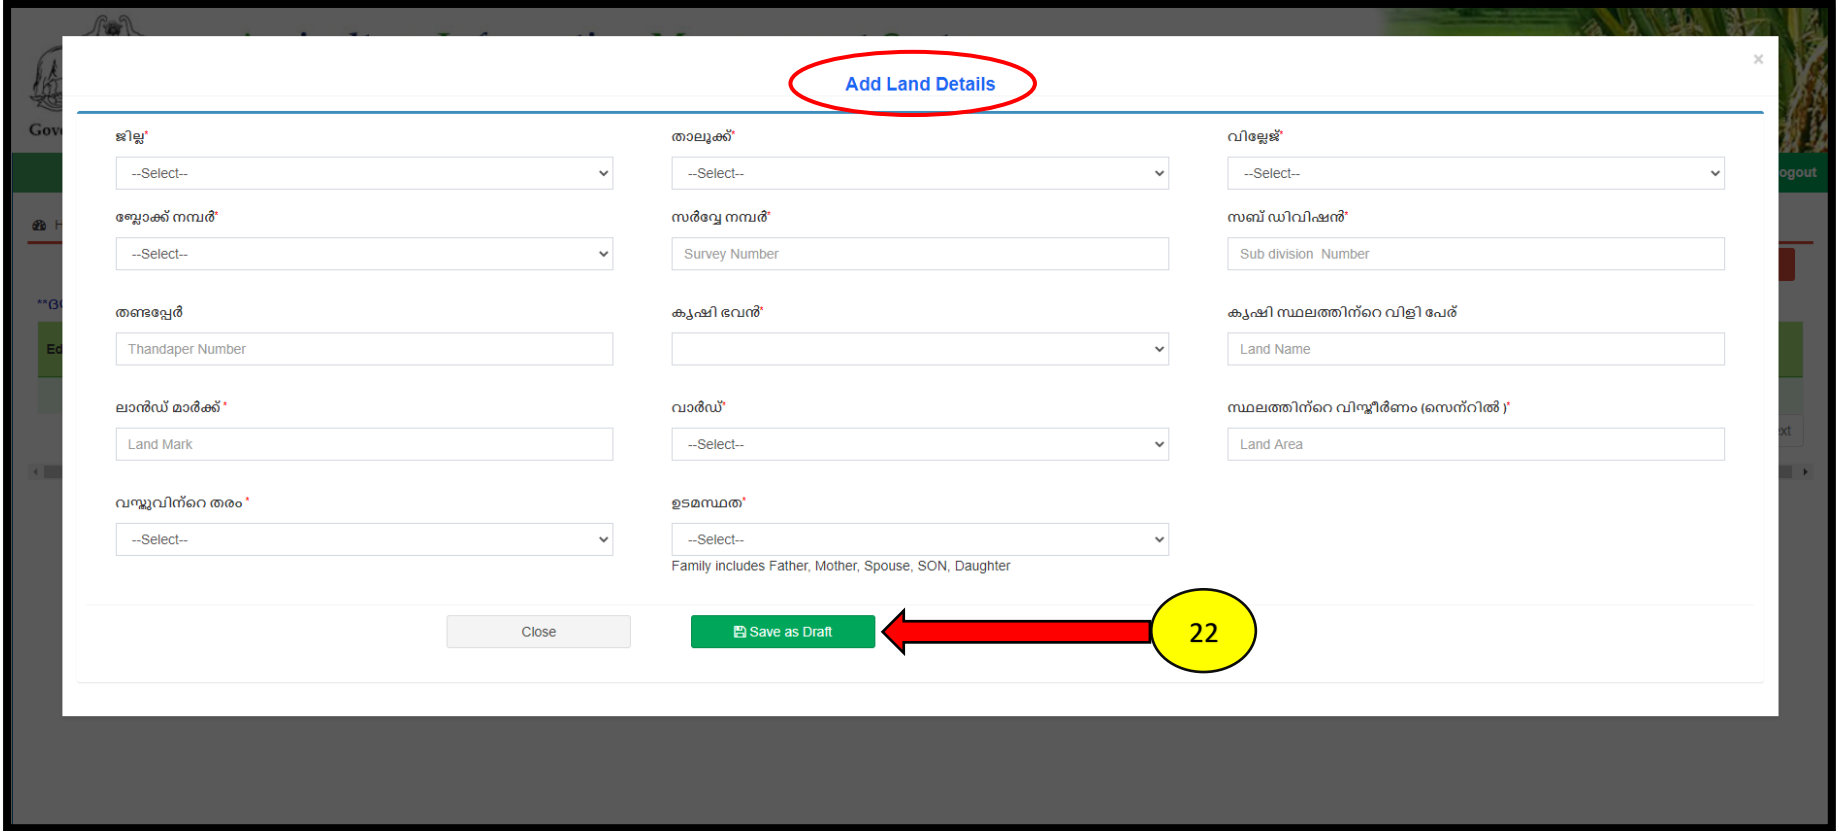 Add Land Details
×
ജില്ല* താലൂക്ക്* വില്ലേജ്*
--Select-- --Select-- --Select--
ബ്ലോക്ക് നമ്പർ* സർവ്വേ നമ്പർ* സബ് ഡിവിഷൻ*
--Select-- Survey Number Sub division Number
തണ്ടപ്പേർ കൃഷി ഭവൻ* കൃഷി സ്ഥലത്തിന്റെ വിളി പേര്
Thandaper Number Land Name
ലാൻഡ് മാർക്ക് * വാർഡ്* സ്ഥലത്തിന്റെ വിസ്തീർണം (സെന്റിൽ )*
Land Mark --Select-- Land Area
വസ്തുവിന്റെ തരം * ഉടമസ്ഥത*
--Select-- --Select--
Family includes Father, Mother, Spouse, SON, Daughter
Close Save as Draft 22